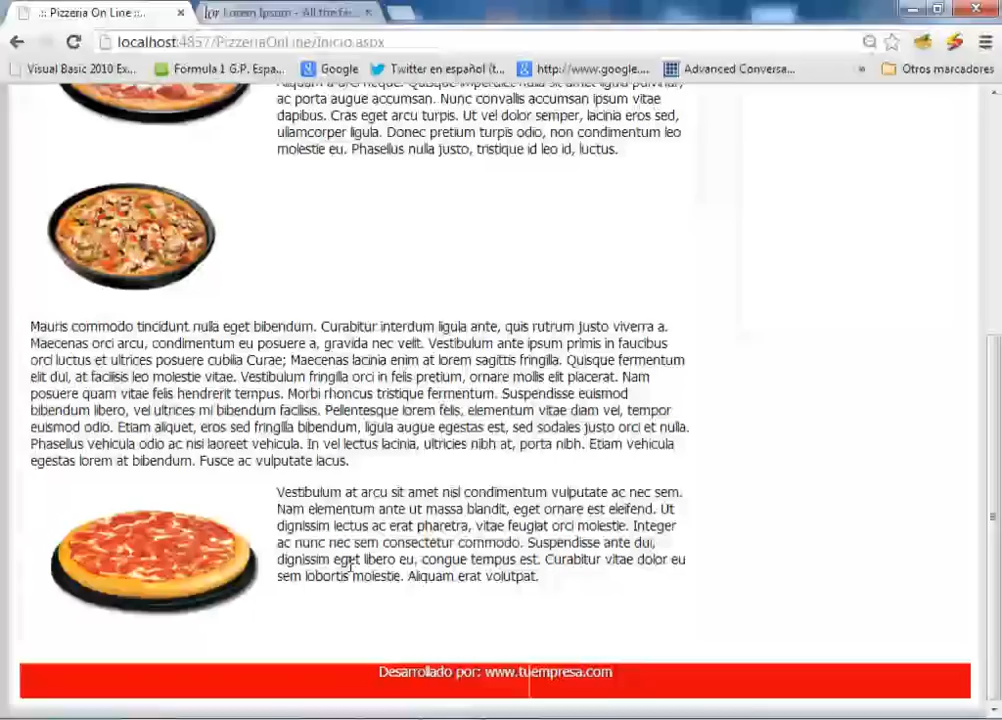 .:: Pizzeria On Line ::.
Lorem Ipsum - All the fa...
localhost:4857/PizzeriaOnLine/Inicio.aspx
Visual Basic 2010 Ex...
Fórmula 1 G.P. Espa...
Google
Twitter en español (t...
http://www.google....
Advanced Conversa...
»
Otros marcadores
ac porta augue accumsan. Nunc convallis accumsan ipsum vitae
dapibus. Cras eget arcu turpis. Ut vel dolor semper, lacinia eros sed,
ullamcorper ligula. Donec pretium turpis odio, non condimentum leo
molestie eu. Phasellus nulla justo, tristique id leo id, luctus.
Mauris commodo tincidunt nulla eget bibendum. Curabitur interdum ligula ante, quis rutrum justo viverra a.
Maecenas orci arcu, condimentum eu posuere a, gravida nec velit. Vestibulum ante ipsum primis in faucibus
orci luctus et ultrices posuere cubilia Curae; Maecenas lacinia enim at lorem sagittis fringilla. Quisque fermentum
elit dui, at facilisis leo molestie vitae. Vestibulum fringilla orci in felis pretium, ornare mollis elit placerat. Nam
posuere quam vitae felis hendrerit tempus. Morbi rhoncus tristique fermentum. Suspendisse euismod
bibendum libero, vel ultrices mi bibendum facilisis. Pellentesque lorem felis, elementum vitae diam vel, tempor
euismod odio. Etiam aliquet, eros sed fringilla bibendum, ligula augue egestas est, sed sodales justo orci et nulla.
Phasellus vehicula odio ac nisl laoreet vehicula. In vel lectus lacinia, ultricies nibh at, porta nibh. Etiam vehicula
egestas lorem at bibendum. Fusce ac vulputate lacus.
Vestibulum at arcu sit amet nisl condimentum vulputate ac nec sem.
Nam elementum ante ut massa blandit, eget ornare est eleifend. Ut
dignissim lectus ac erat pharetra, vitae feugiat orci molestie. Integer
ac nunc nec sem consectetur commodo. Suspendisse ante dui,
dignissim eget libero eu, congue tempus est. Curabitur vitae dolor eu
sem lobortis molestie. Aliquam erat volutpat.
Desarrollado por: www.tuempresa.com